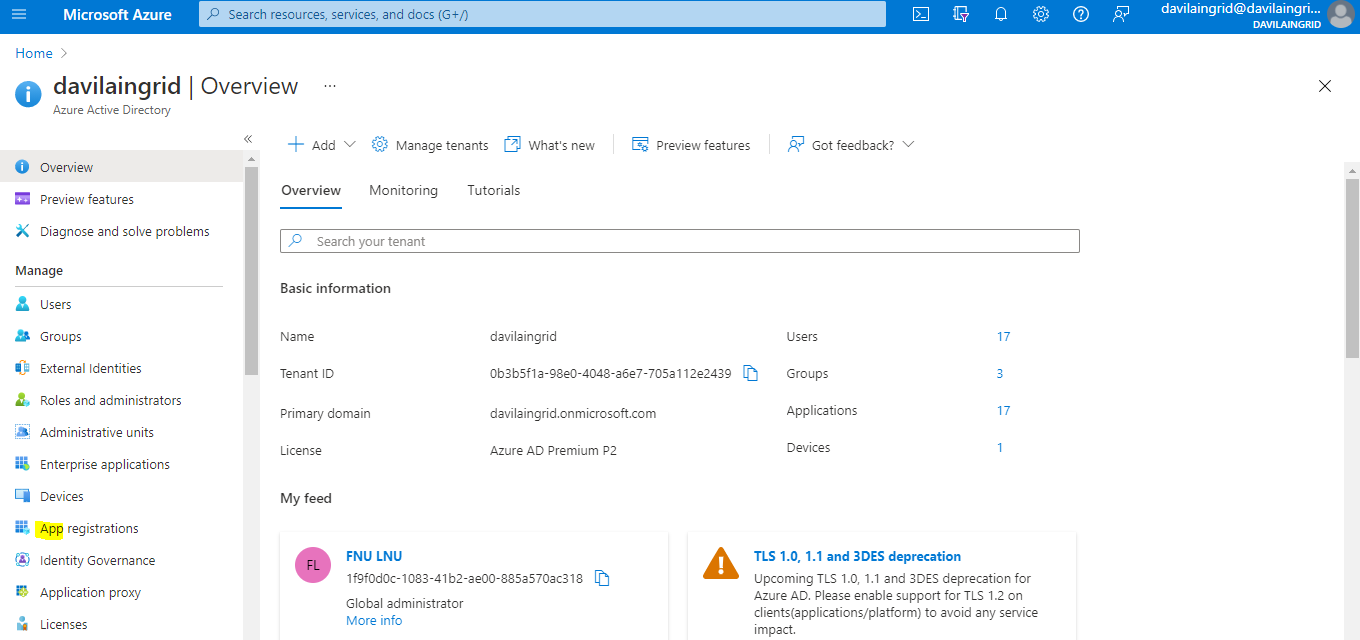 Microsoft Azure
Search resources, services, and docs (G+/)
davilaingrid@davilaingri...
DAVILAINGRID
Home
davilaingrid | Overview ...
Azure Active Directory
Overview
Preview features
Diagnose and solve problems
Manage
Users
Groups
External Identities
Roles and administrators
Administrative units
Enterprise applications
Devices
App registrations
Identity Governance
Application proxy
Licenses
Add
Manage tenants
What's new
Preview features
Got feedback?
Overview Monitoring Tutorials
Search your tenant
Basic information
Name davilaingrid
Tenant ID 0b3b5f1a-98e0-4048-a6e7-705a112e2439
Primary domain davilaingrid.onmicrosoft.com
License Azure AD Premium P2
Users 17
Groups 3
Applications 17
Devices 1
My feed
FL
FNU LNU
1f9f0d0c-1083-41b2-ae00-885a570ac318
Global administrator
More info
TLS 1.0, 1.1 and 3DES deprecation
Upcoming TLS 1.0, 1.1 and 3DES deprecation for
Azure AD. Please enable support for TLS 1.2 on
clients(applications/platform) to avoid any service
impact.